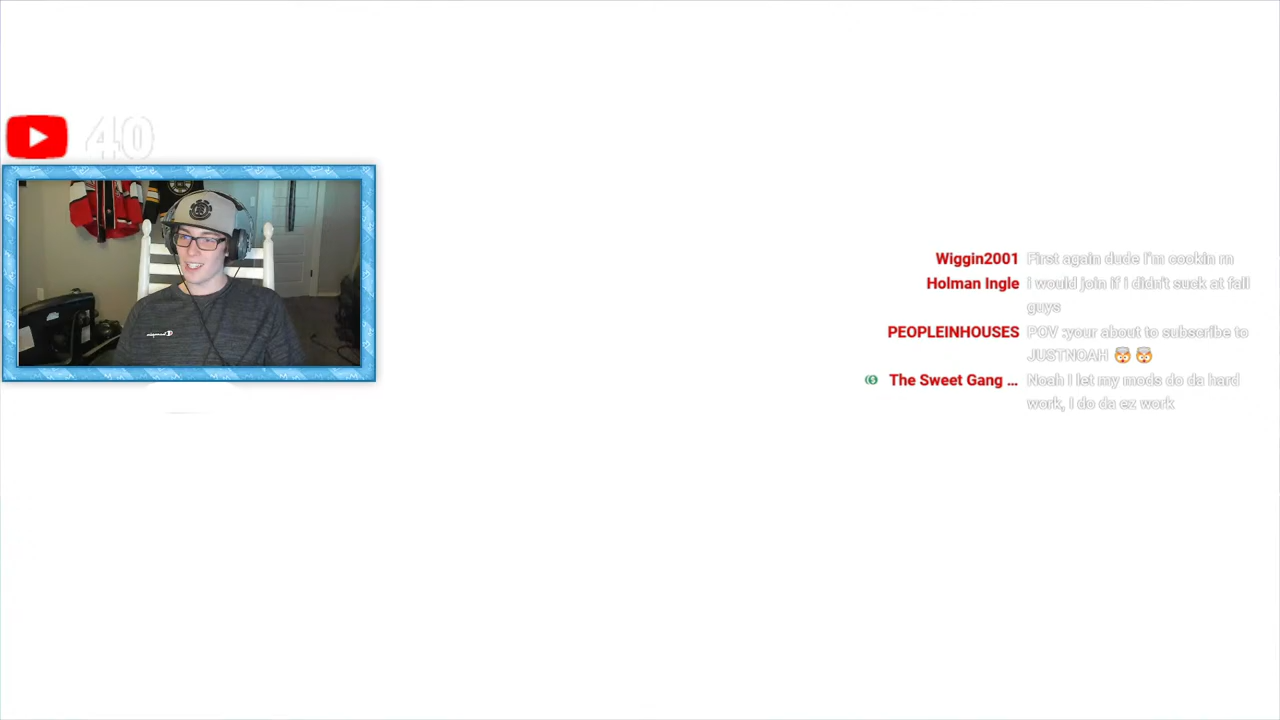 40
Wiggin2001 First again dude I'm cookin rn
Holman Ingle I would join if i didn't suck at fall
guys
PEOPLEINHOUSES POV :your about to subscribe to
JUSTNOAH 🤯 🤯
The Sweet Gang ... Noah I let my mods do da hard
work, I do da ez work